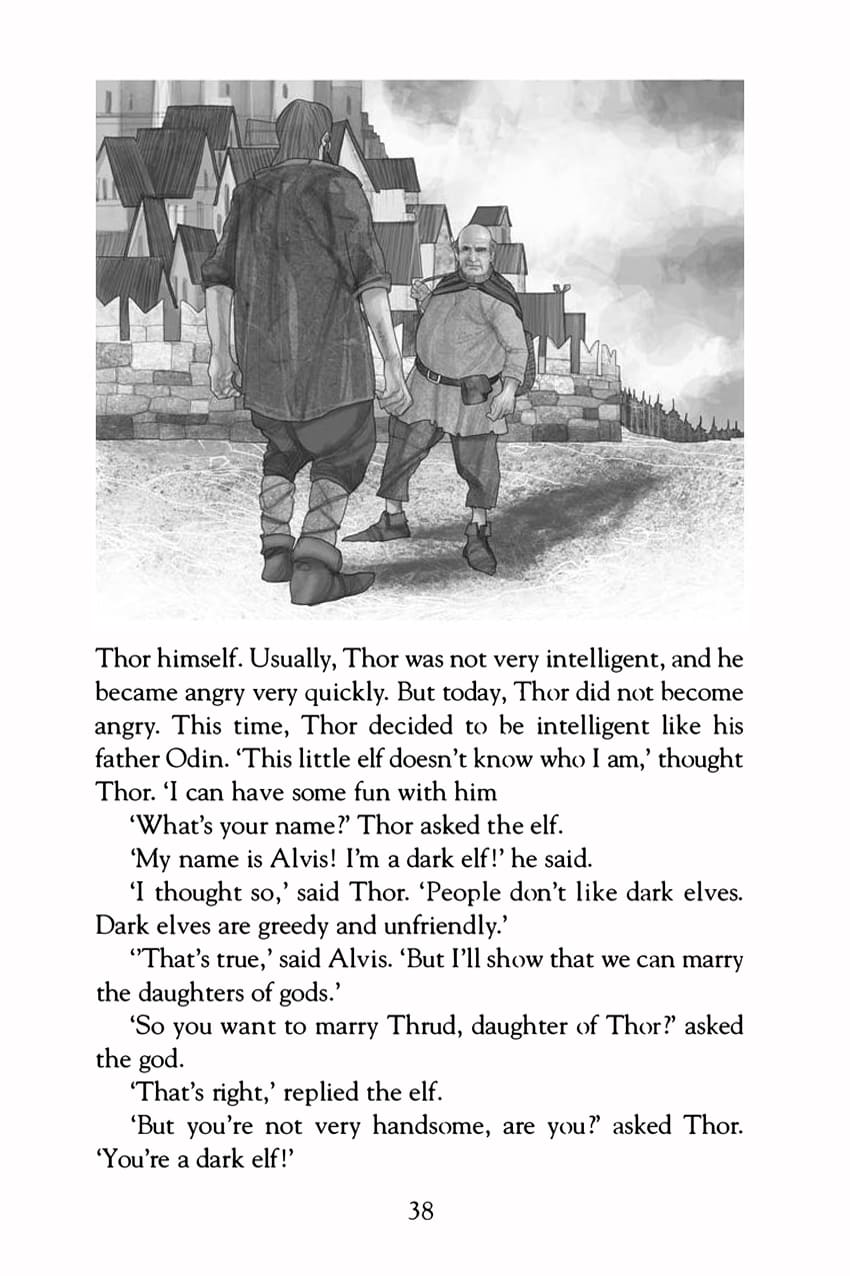 Thor himself. Usually, Thor was not very intelligent, and he
became angry very quickly. But today, Thor did not become
angry. This time, Thor decided to be intelligent like his
father Odin. ‘This little elf doesn’t know who I am,’ thought
Thor. ‘I can have some fun with him
‘What’s your name?’ Thor asked the elf.
‘My name is Alvis! I’m a dark elf!’ he said.
‘I thought so,’ said Thor. ‘People don’t like dark elves.
Dark elves are greedy and unfriendly.’
‘’That’s true,’ said Alvis. ‘But I’ll show that we can marry
the daughters of gods.’
‘So you want to marry Thrud, daughter of Thor?’ asked
the god.
‘That’s right,’ replied the elf.
‘But you’re not very handsome, are you?’ asked Thor.
‘You’re a dark elf!’
38